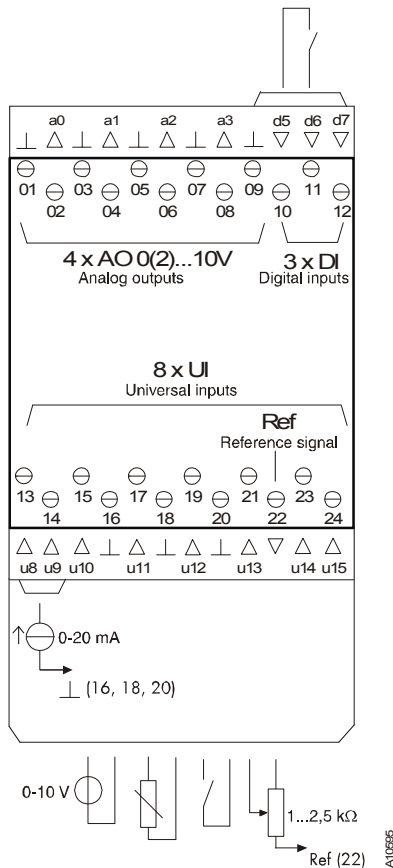 a0 a1 a2 a3 d5 d6 d7
⊥ △ ⊥ △ ⊥ △ ⊥ △ ⊥ ▽ ▽ ▽
01 03 05 07 09 11
02 04 06 08 10 12
4 x AO 0(2)...10V 3 x DI
Analog outputs Digital inputs
8 x UI
Universal inputs
Ref
Reference signal
13 15 17 19 21 23
14 16 18 20 22 24
△ △ △ ⊥ △ ⊥ △ ⊥ △ ▽ △ △
u8 u9 u10 u11 u12 u13 u14 u15
0-20 mA
⊥ (16, 18, 20)
0-10 V
1...2,5 kΩ
Ref (22)
A10595